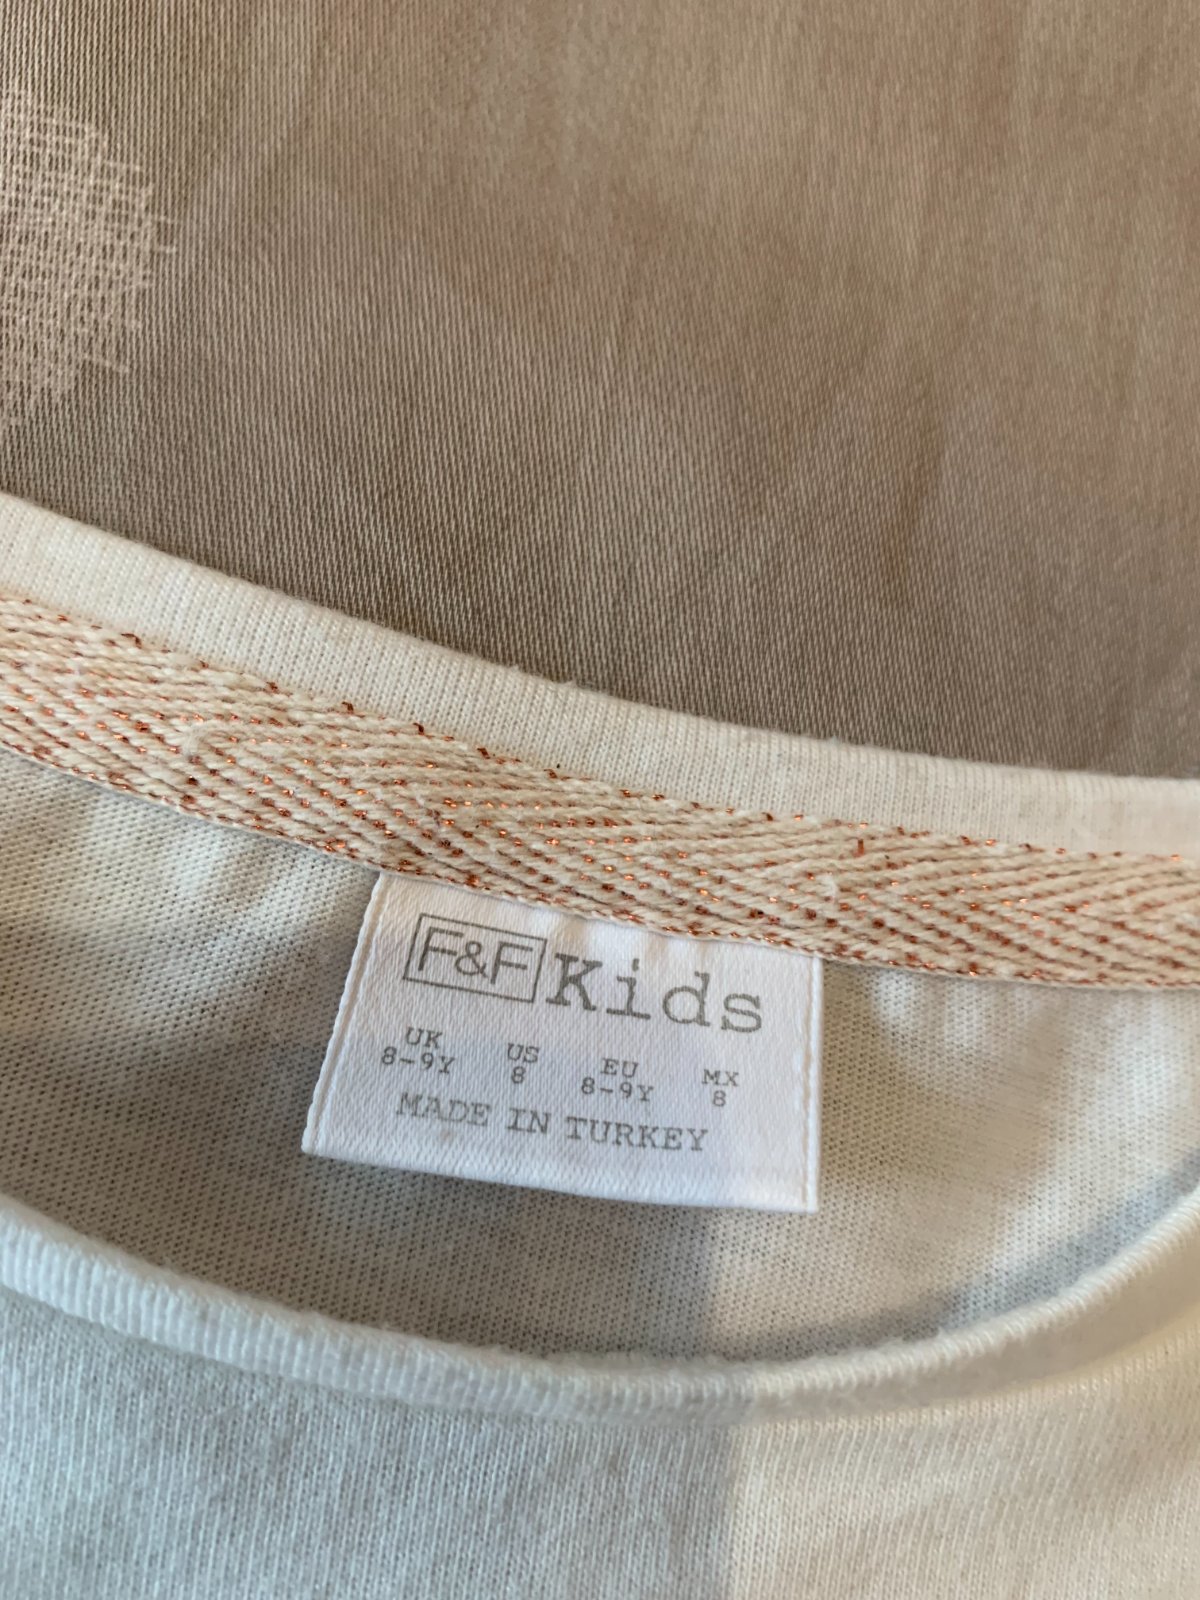 F&F Kids
UK US EU MX
8-9Y 8 8-9Y 8
MADE IN TURKEY